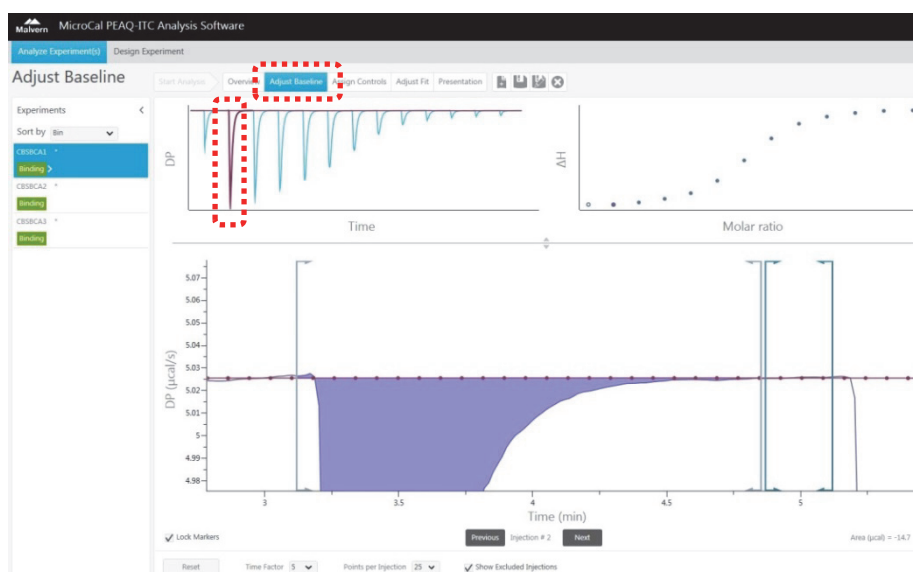 Malvern MicroCal PEAQ-ITC Analysis Software
Analyze Experiment(s) Design Experiment
Adjust Baseline
Start Analysis Overview Adjust Baseline Assign Controls Adjust Fit Presentation
Experiments
Sort by Bin
CBSBCA1 *
Binding
CBSBCA2 *
Binding
CBSBCA3 *
Binding
DP
Time
ΔH
Molar ratio
DP (μcal/s)
5.07
5.06
5.05
5.04
5.03
5.02
5.01
5
4.99
4.98
3 3.5 4 4.5 5
Time (min)
Lock Markers
Previous Injection # 2 Next
Area (μcal) = -14.7
Reset Time Factor 5 Points per Injection 25 Show Excluded Injections